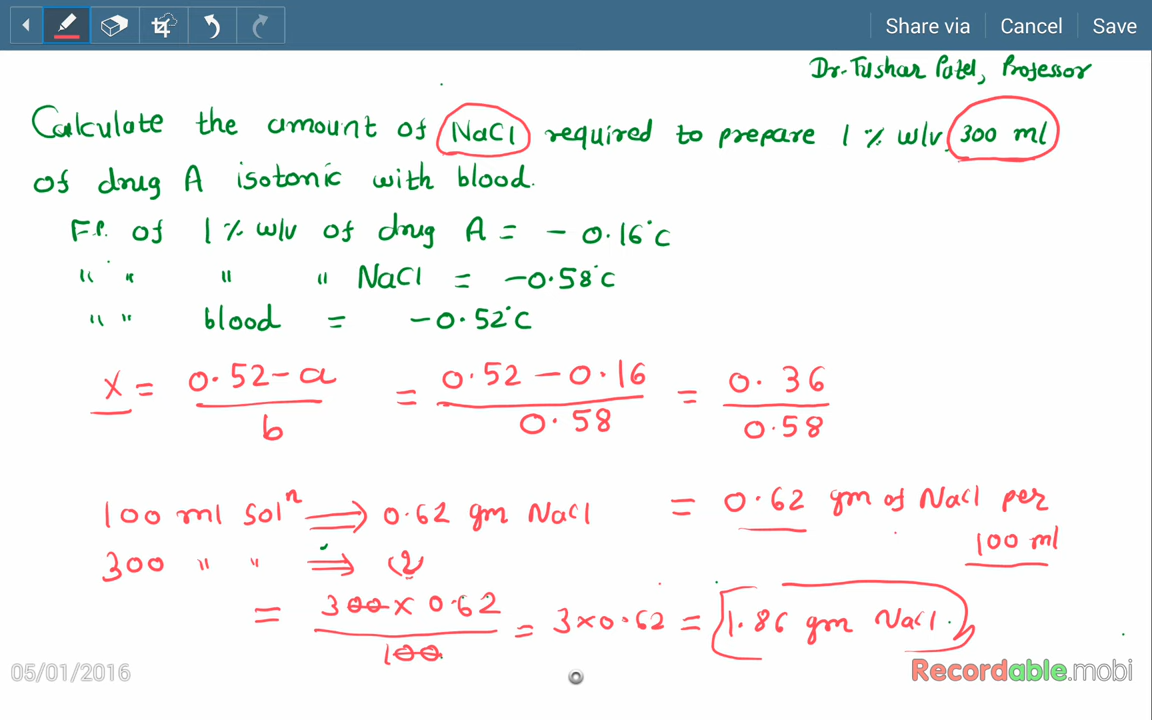 Share via Cancel Save
Dr. Tushar Patel, Professor
Calculate the amount of NaCl required to prepare 1 % w/v 300 ml
of drug A isotonic with blood.
F.P. of 1 % w/v of drug A = - 0.16°C
" " " " NaCl = -0.58°C
" " blood = -0.52°C
X = 0.52-a / b = 0.52-0.16 / 0.58 = 0.36 / 0.58
= 0.62 gm of NaCl per
100 ml
100 ml Solⁿ ⟹ 0.62 gm NaCl
300 " " ⟹ (?)
= 300 x 0.62 / 100 = 3x0.62 = 1.86 gm NaCl.
05/01/2016 Recordable.mobi